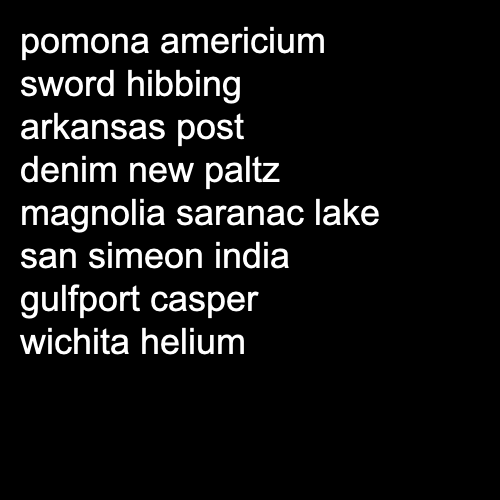 pomona americium
sword hibbing
arkansas post
denim new paltz
magnolia saranac lake
san simeon india
gulfport casper
wichita helium